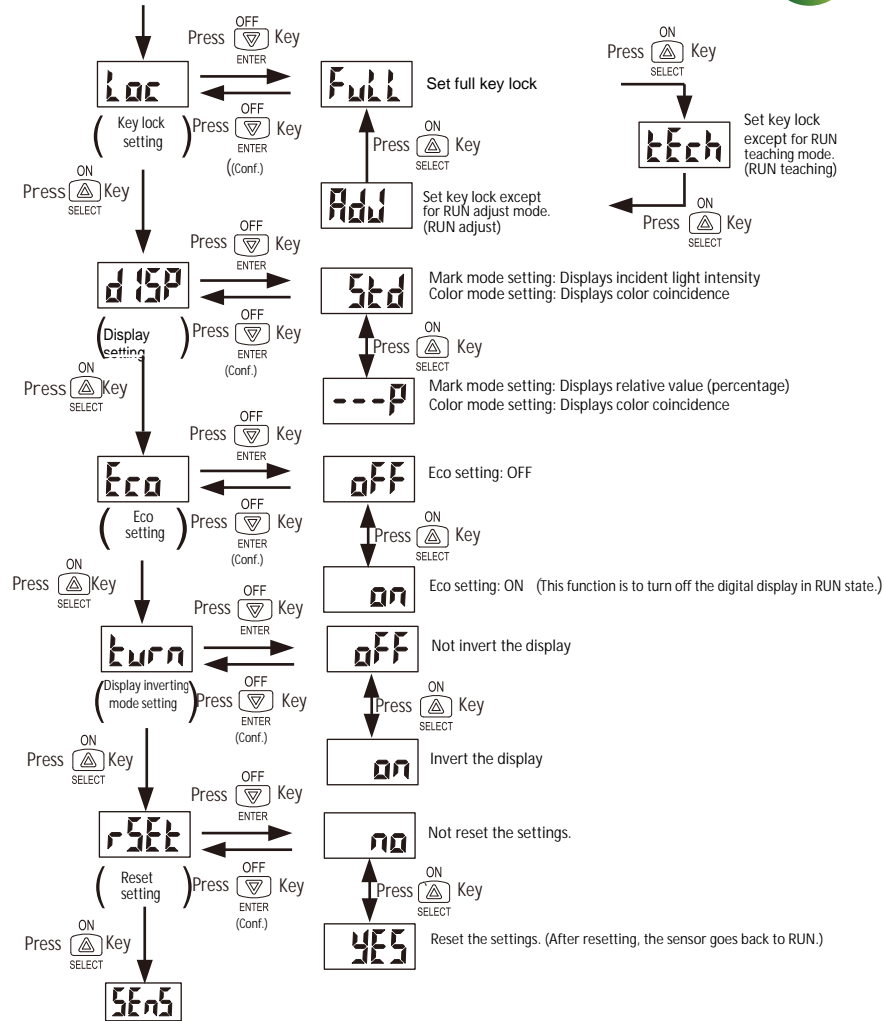 OFF
Press Key
ENTER
Loc
FuLL
Set full key lock
ON
Press Key
SELECT
( Key lock
setting )
OFF
Press Key
ENTER
((Conf.)
ON
Press Key
SELECT
tEch
Set key lock
except for RUN
teaching mode.
(RUN teaching)
ON
Press Key
SELECT
AdJ
Set key lock except
for RUN adjust mode.
(RUN adjust)
ON
Press Key
SELECT
OFF
Press Key
ENTER
dISP
Std
Mark mode setting: Displays incident light intensity
Color mode setting: Displays color coincidence
(Display
setting )
OFF
Press Key
ENTER
(Conf.)
ON
Press Key
SELECT
ON
Press Key
SELECT
---P
Mark mode setting: Displays relative value (percentage)
Color mode setting: Displays color coincidence
OFF
Press Key
ENTER
Eco
oFF
Eco setting: OFF
( Eco
setting )
OFF
Press Key
ENTER
(Conf.)
ON
Press Key
SELECT
ON
Press Key
SELECT
on
Eco setting: ON (This function is to turn off the digital display in RUN state.)
OFF
Press Key
ENTER
turn
oFF
Not invert the display
(Display inverting
mode setting )
OFF
Press Key
ENTER
(Conf.)
ON
Press Key
SELECT
ON
Press Key
SELECT
on
Invert the display
OFF
Press Key
ENTER
rSEt
no
Not reset the settings.
( Reset
setting )
OFF
Press Key
ENTER
(Conf.)
ON
Press Key
SELECT
ON
Press Key
SELECT
YES
Reset the settings. (After resetting, the sensor goes back to RUN.)
SEnS